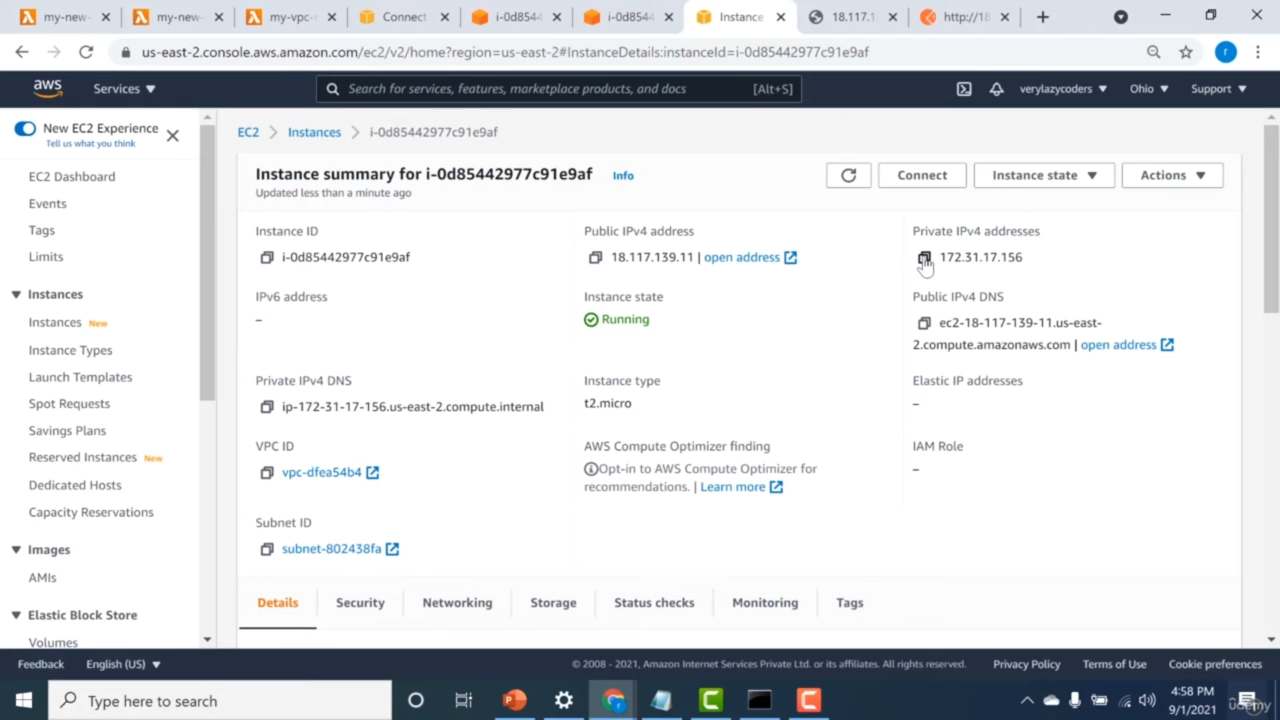 my-new-
my-new-
my-vpc-r
Connect
i-0d8544
i-0d8544
Instance
18.117.1
http://18
us-east-2.console.aws.amazon.com/ec2/v2/home?region=us-east-2#InstanceDetails:instanceId=i-0d85442977c91e9af
r
aws
Services
Search for services, features, marketplace products, and docs
[Alt+S]
verylazycoders
Ohio
Support
New EC2 Experience
Tell us what you think
EC2 Dashboard
Events
Tags
Limits
Instances
Instances New
Instance Types
Launch Templates
Spot Requests
Savings Plans
Reserved Instances New
Dedicated Hosts
Capacity Reservations
Images
AMIs
Elastic Block Store
Volumes
EC2 > Instances > i-0d85442977c91e9af
Instance summary for i-0d85442977c91e9af Info
Updated less than a minute ago
Connect
Instance state
Actions
Instance ID
i-0d85442977c91e9af
Public IPv4 address
18.117.139.11 | open address
Private IPv4 addresses
172.31.17.156
IPv6 address
–
Instance state
Running
Public IPv4 DNS
ec2-18-117-139-11.us-east-
2.compute.amazonaws.com | open address
Private IPv4 DNS
ip-172-31-17-156.us-east-2.compute.internal
Instance type
t2.micro
Elastic IP addresses
–
VPC ID
vpc-dfea54b4
AWS Compute Optimizer finding
Opt-in to AWS Compute Optimizer for
recommendations. | Learn more
IAM Role
–
Subnet ID
subnet-802438fa
Details
Security
Networking
Storage
Status checks
Monitoring
Tags
Feedback
English (US)
© 2008 - 2021, Amazon Internet Services Private Ltd. or its affiliates. All rights reserved.
Privacy Policy
Terms of Use
Cookie preferences
Type here to search
4:58 PM
9/1/2021
udemy